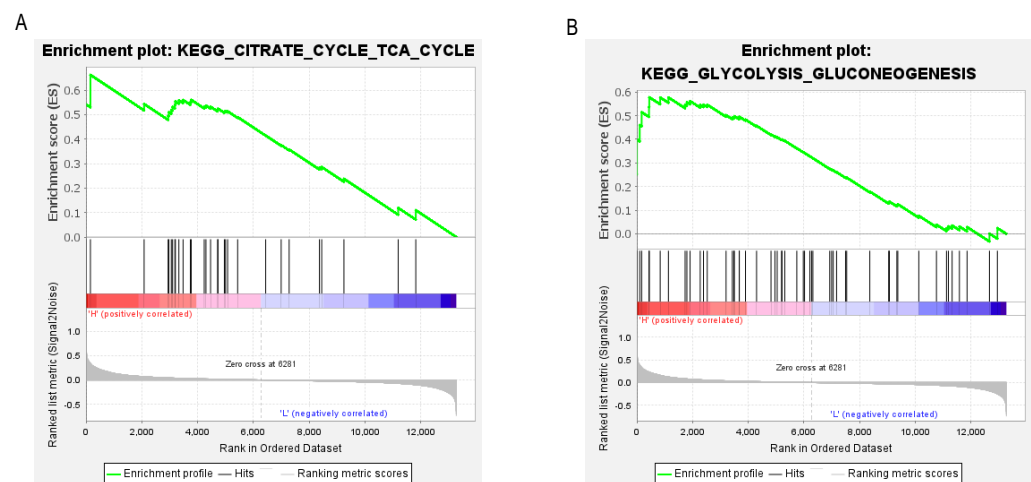 A
Enrichment plot: KEGG_CITRATE_CYCLE_TCA_CYCLE
Enrichment score (ES)
0.6
0.5
0.4
0.3
0.2
0.1
0.0
'H' (positively correlated)
Ranked list metric (Signal2Noise)
1.0
0.5
0.0
-0.5
Zero cross at 6281
'L' (negatively correlated)
0 2,000 4,000 6,000 8,000 10,000 12,000
Rank in Ordered Dataset
Enrichment profile Hits Ranking metric scores
B
Enrichment plot:
KEGG_GLYCOLYSIS_GLUCONEOGENESIS
Enrichment score (ES)
0.6
0.5
0.4
0.3
0.2
0.1
0.0
'H' (positively correlated)
Ranked list metric (Signal2Noise)
1.0
0.5
0.0
-0.5
Zero cross at 6281
'L' (negatively correlated)
0 2,000 4,000 6,000 8,000 10,000 12,000
Rank in Ordered Dataset
Enrichment profile Hits Ranking metric scores